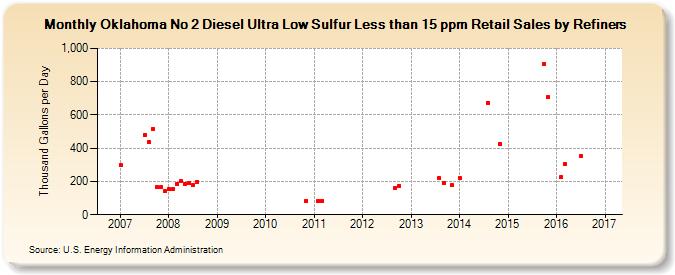 Monthly Oklahoma No 2 Diesel Ultra Low Sulfur Less than 15 ppm Retail Sales by Refiners
Thousand Gallons per Day
1,000
800
600
400
200
0
2007 2008 2009 2010 2011 2012 2013 2014 2015 2016 2017
Source: U.S. Energy Information Administration